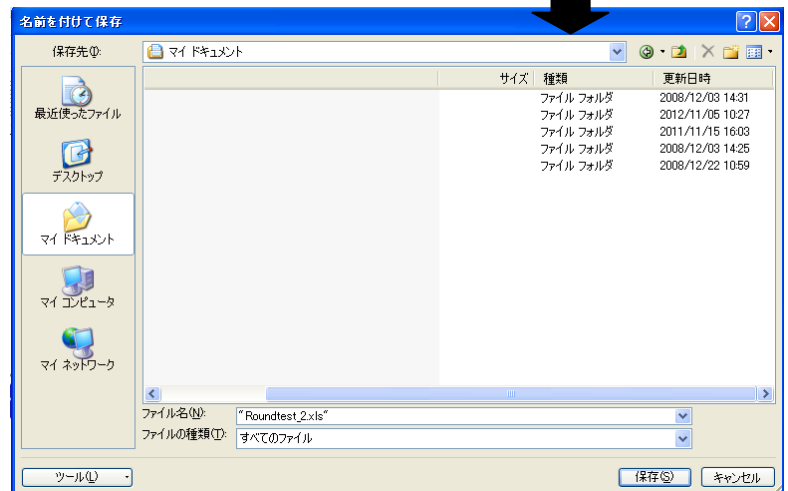 名前を付けて保存
保存先(I):
マイ ドキュメント
サイズ 種類 更新日時
ファイル フォルダ 2008/12/03 14:31
ファイル フォルダ 2012/11/05 10:27
ファイル フォルダ 2011/11/15 16:03
ファイル フォルダ 2008/12/03 14:25
ファイル フォルダ 2008/12/22 10:59
最近使ったファイル
デスクトップ
マイ ドキュメント
マイ コンピュータ
マイ ネットワーク
ファイル名(N): "Roundtest_2.xls"
ファイルの種類(T): すべてのファイル
ツール(L)
保存(S)
キャンセル